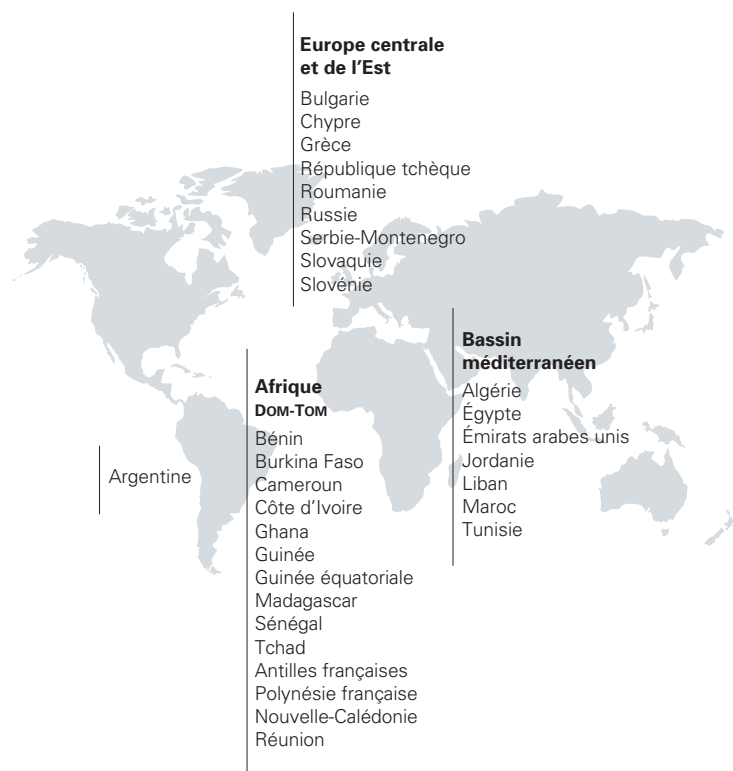 Europe centrale
et de l'Est
Bulgarie
Chypre
Grèce
République tchèque
Roumanie
Russie
Serbie-Montenegro
Slovaquie
Slovénie
Bassin
méditerranéen
Algérie
Égypte
Émirats arabes unis
Jordanie
Liban
Maroc
Tunisie
Afrique
DOM-TOM
Bénin
Burkina Faso
Cameroun
Côte d'Ivoire
Ghana
Guinée
Guinée équatoriale
Madagascar
Sénégal
Tchad
Antilles françaises
Polynésie française
Nouvelle-Calédonie
Réunion
Argentine